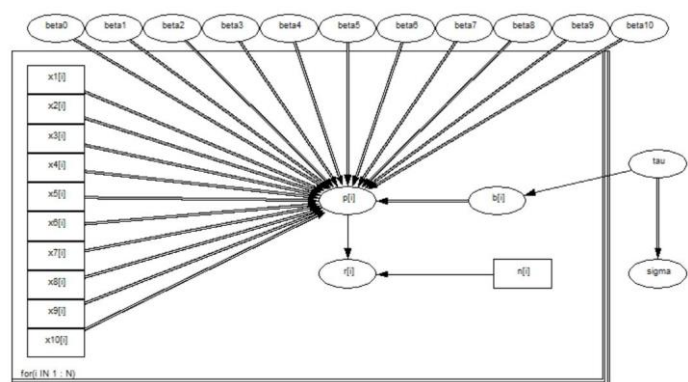 beta0 beta1 beta2 beta3 beta4 beta5 beta6 beta7 beta8 beta9 beta10
x1[i]
x2[i]
x3[i]
x4[i]
tau
x5[i]
p[i] b[i]
x6[i]
x7[i]
r[i] n[i] sigma
x8[i]
x9[i]
x10[i]
for(i IN 1 : N)